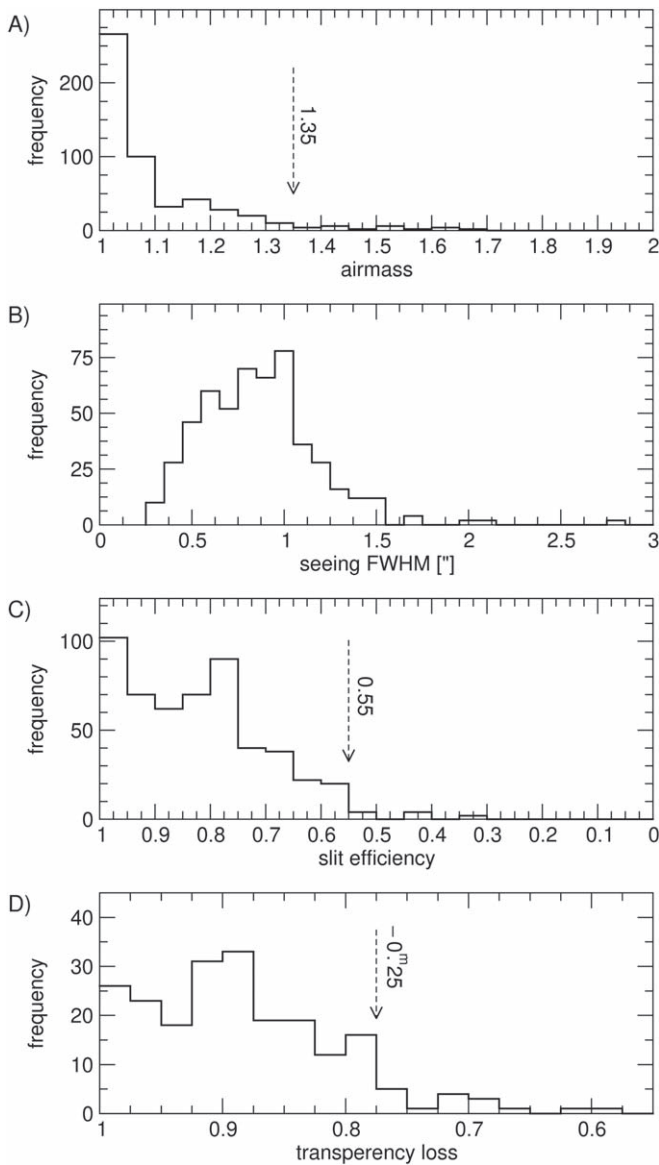 A)
frequency
200
100
0
1.35
1 1.1 1.2 1.3 1.4 1.5 1.6 1.7 1.8 1.9 2
airmass
B)
frequency
75
50
25
0
0 0.5 1 1.5 2 2.5 3
seeing FWHM ["]
C)
frequency
100
50
0
0.55
1 0.9 0.8 0.7 0.6 0.5 0.4 0.3 0.2 0.1 0
slit efficiency
D)
frequency
40
30
20
10
0
−0ᵐ.25
1 0.9 0.8 0.7 0.6
transperency loss